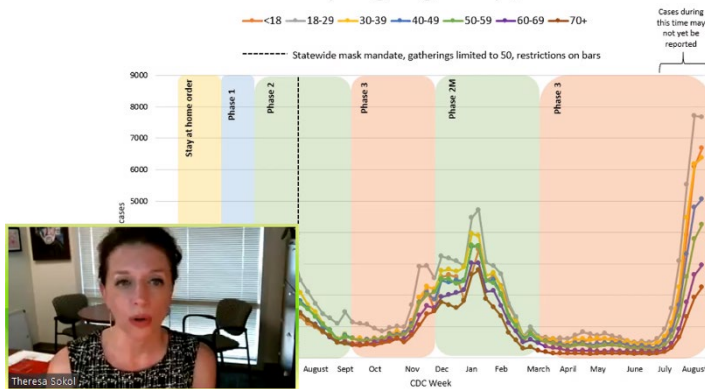 Cases during
this time may
not yet be
reported
<18 18-29 30-39 40-49 50-59 60-69 70+
Statewide mask mandate, gatherings limited to 50, restrictions on bars
9000
8000
7000
6000
5000
Stay at home order
Phase 1
Phase 2
Phase 3
Phase 2M
Phase 3
cases
August Sept Oct Nov Dec Jan Feb March April May June July August
CDC Week
Theresa Sokol